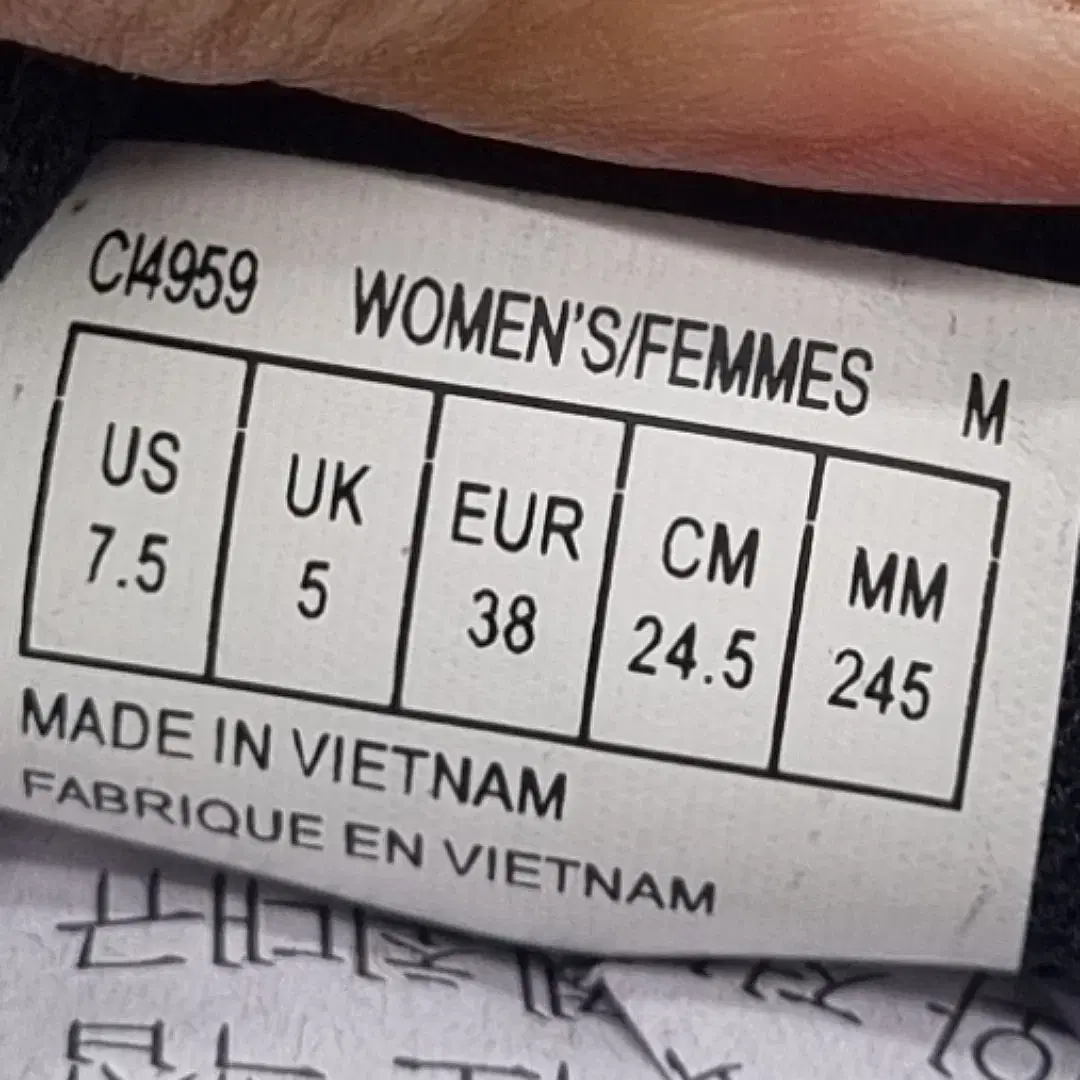 CI4959 WOMEN'S/FEMMES M
US UK EUR CM MM
7.5 5 38 24.5 245
MADE IN VIETNAM
FABRIQUE EN VIETNAM